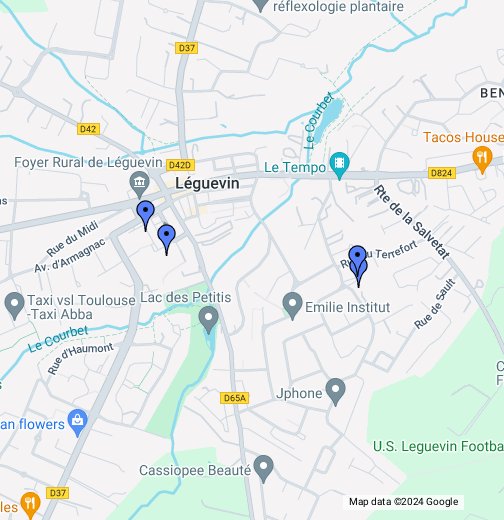 réflexologie plantaire
D37
Le Courbet
BEN
D42
Tacos House
Foyer Rural de Léguevin
D42D
Le Tempo
D824
Léguevin
Rte de la Salvetat
Rue du Midi
Av. d'Armagnac
Rue du Terrefort
Rue de Sault
Taxi vsl Toulouse
-Taxi Abba
Lac des Petitis
Emilie Institut
Le Courbet
Rue d'Haumont
Jphone
D65A
an flowers
U.S. Leguevin Footba
Cassiopee Beauté
D37
les
Map data ©2024 Google